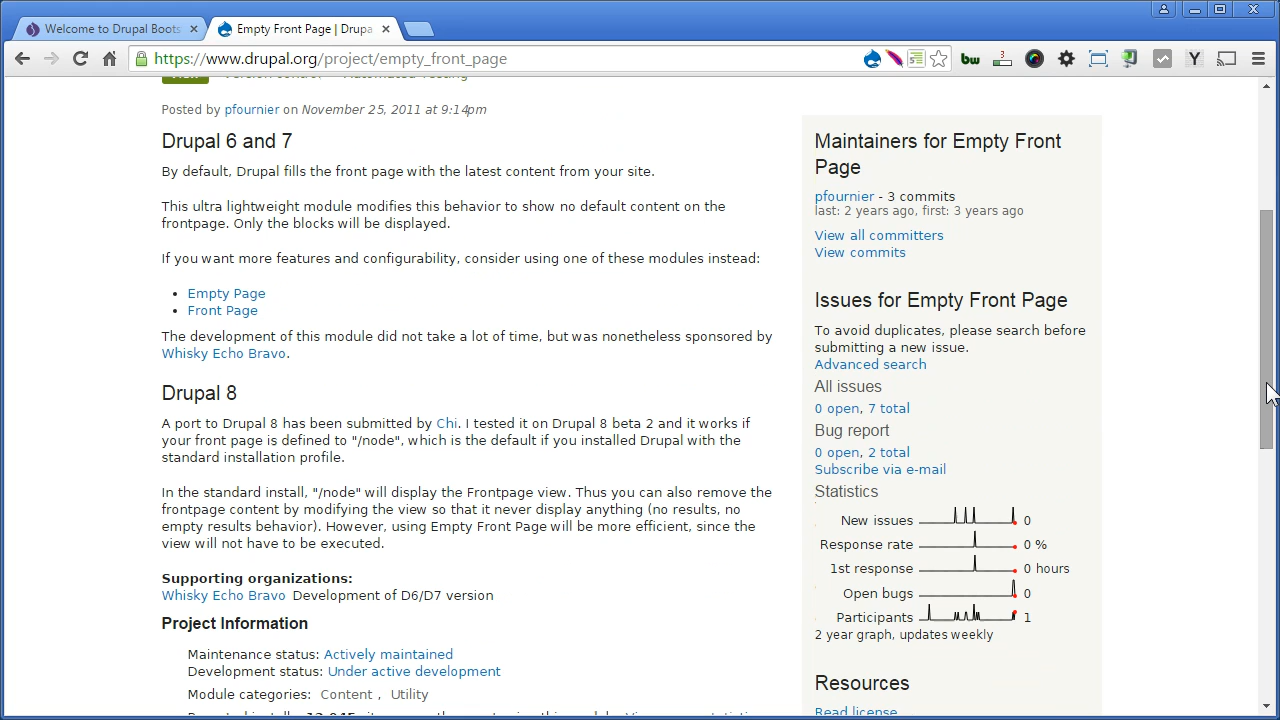 Welcome to Drupal Boots
Empty Front Page | Drupa
https://www.drupal.org/project/empty_front_page
Posted by pfournier on November 25, 2011 at 9:14pm
Drupal 6 and 7
By default, Drupal fills the front page with the latest content from your site.
This ultra lightweight module modifies this behavior to show no default content on the
frontpage. Only the blocks will be displayed.
If you want more features and configurability, consider using one of these modules instead:
• Empty Page
• Front Page
The development of this module did not take a lot of time, but was nonetheless sponsored by
Whisky Echo Bravo.
Drupal 8
A port to Drupal 8 has been submitted by Chi. I tested it on Drupal 8 beta 2 and it works if
your front page is defined to "/node", which is the default if you installed Drupal with the
standard installation profile.
In the standard install, "/node" will display the Frontpage view. Thus you can also remove the
frontpage content by modifying the view so that it never display anything (no results, no
empty results behavior). However, using Empty Front Page will be more efficient, since the
view will not have to be executed.
Supporting organizations:
Whisky Echo Bravo Development of D6/D7 version
Project Information
Maintenance status: Actively maintained
Development status: Under active development
Module categories: Content , Utility
Maintainers for Empty Front
Page
pfournier - 3 commits
last: 2 years ago, first: 3 years ago
View all committers
View commits
Issues for Empty Front Page
To avoid duplicates, please search before
submitting a new issue.
Advanced search
All issues
0 open, 7 total
Bug report
0 open, 2 total
Subscribe via e-mail
Statistics
New issues 0
Response rate 0 %
1st response 0 hours
Open bugs 0
Participants 1
2 year graph, updates weekly
Resources
Read license